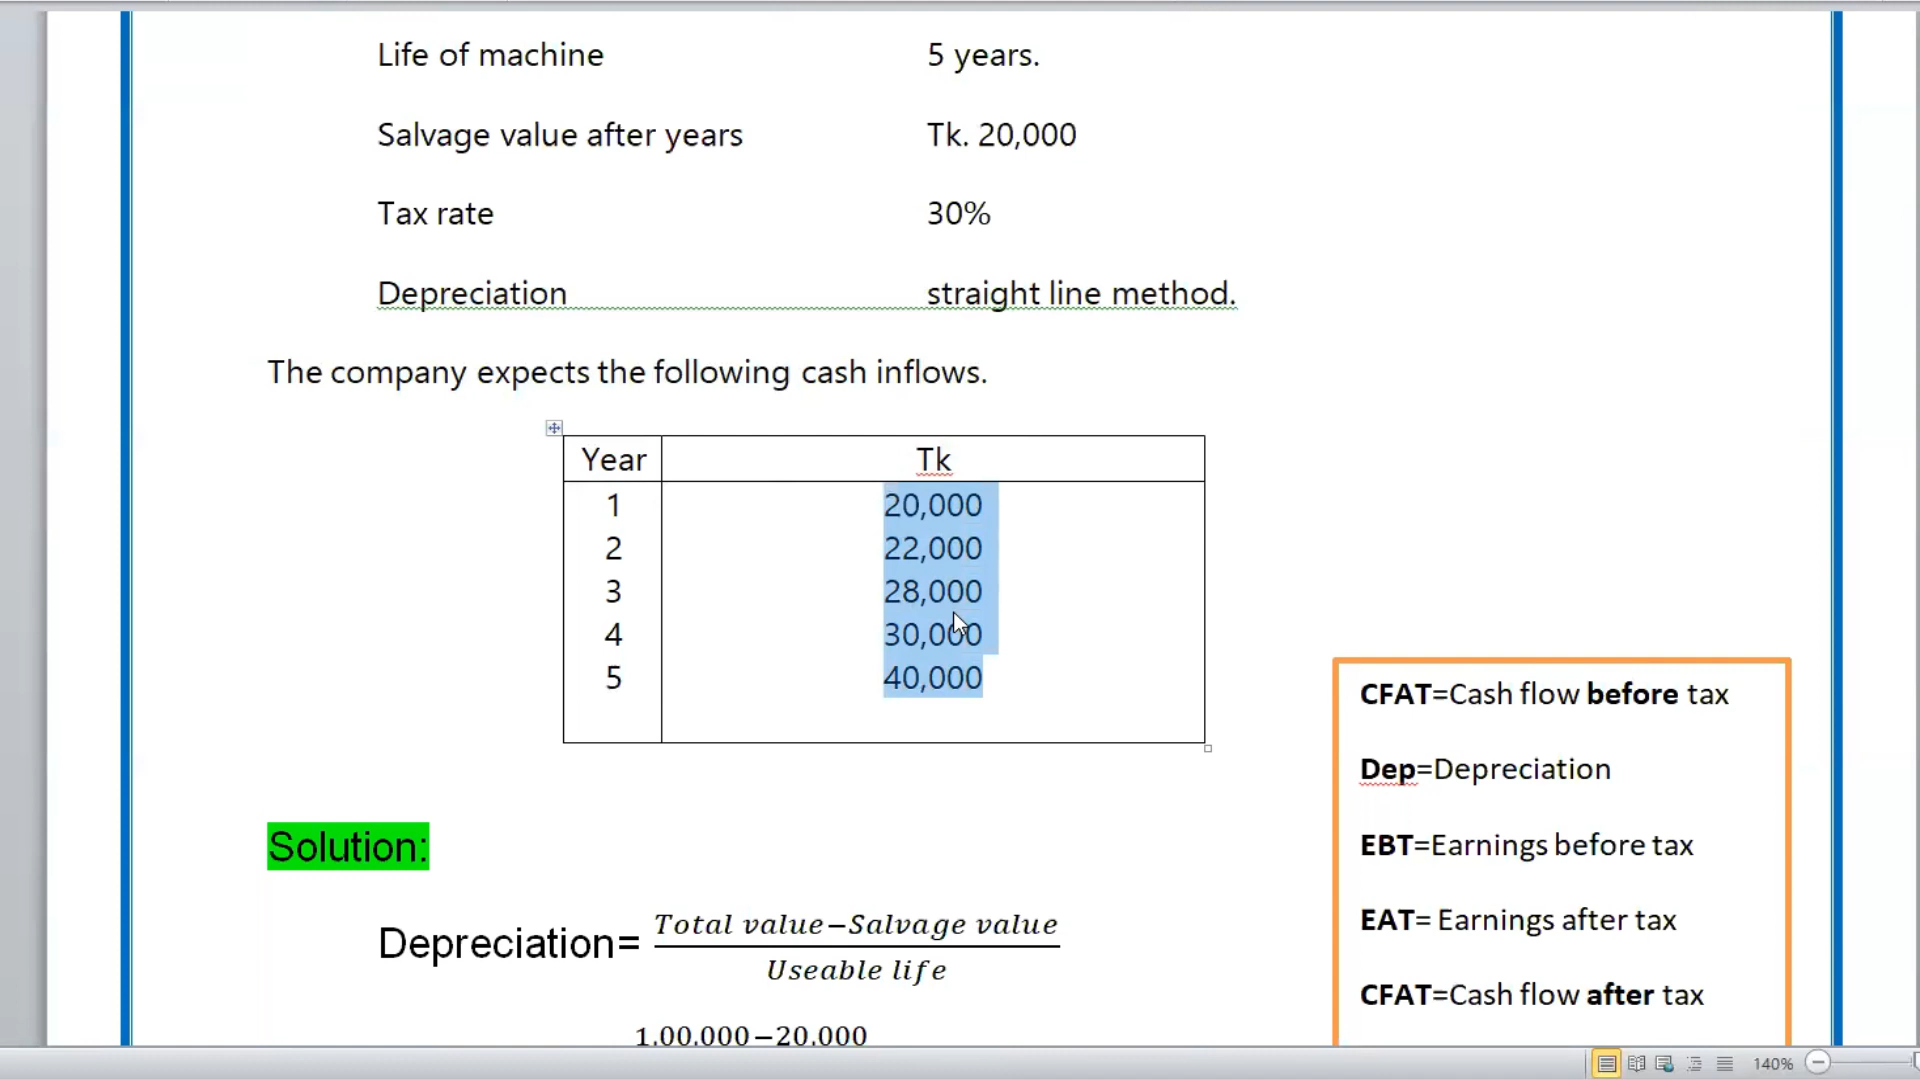 Life of machine 5 years.
Salvage value after years Tk. 20,000
Tax rate 30%
Depreciation straight line method.
The company expects the following cash inflows.
Year Tk
1 20,000
2 22,000
3 28,000
4 30,000
5 40,000
CFAT=Cash flow before tax
Dep=Depreciation
EBT=Earnings before tax
EAT= Earnings after tax
CFAT=Cash flow after tax
Solution:
Depreciation= Total value−Salvage value
Useable life
1,00,000−20,000
140%